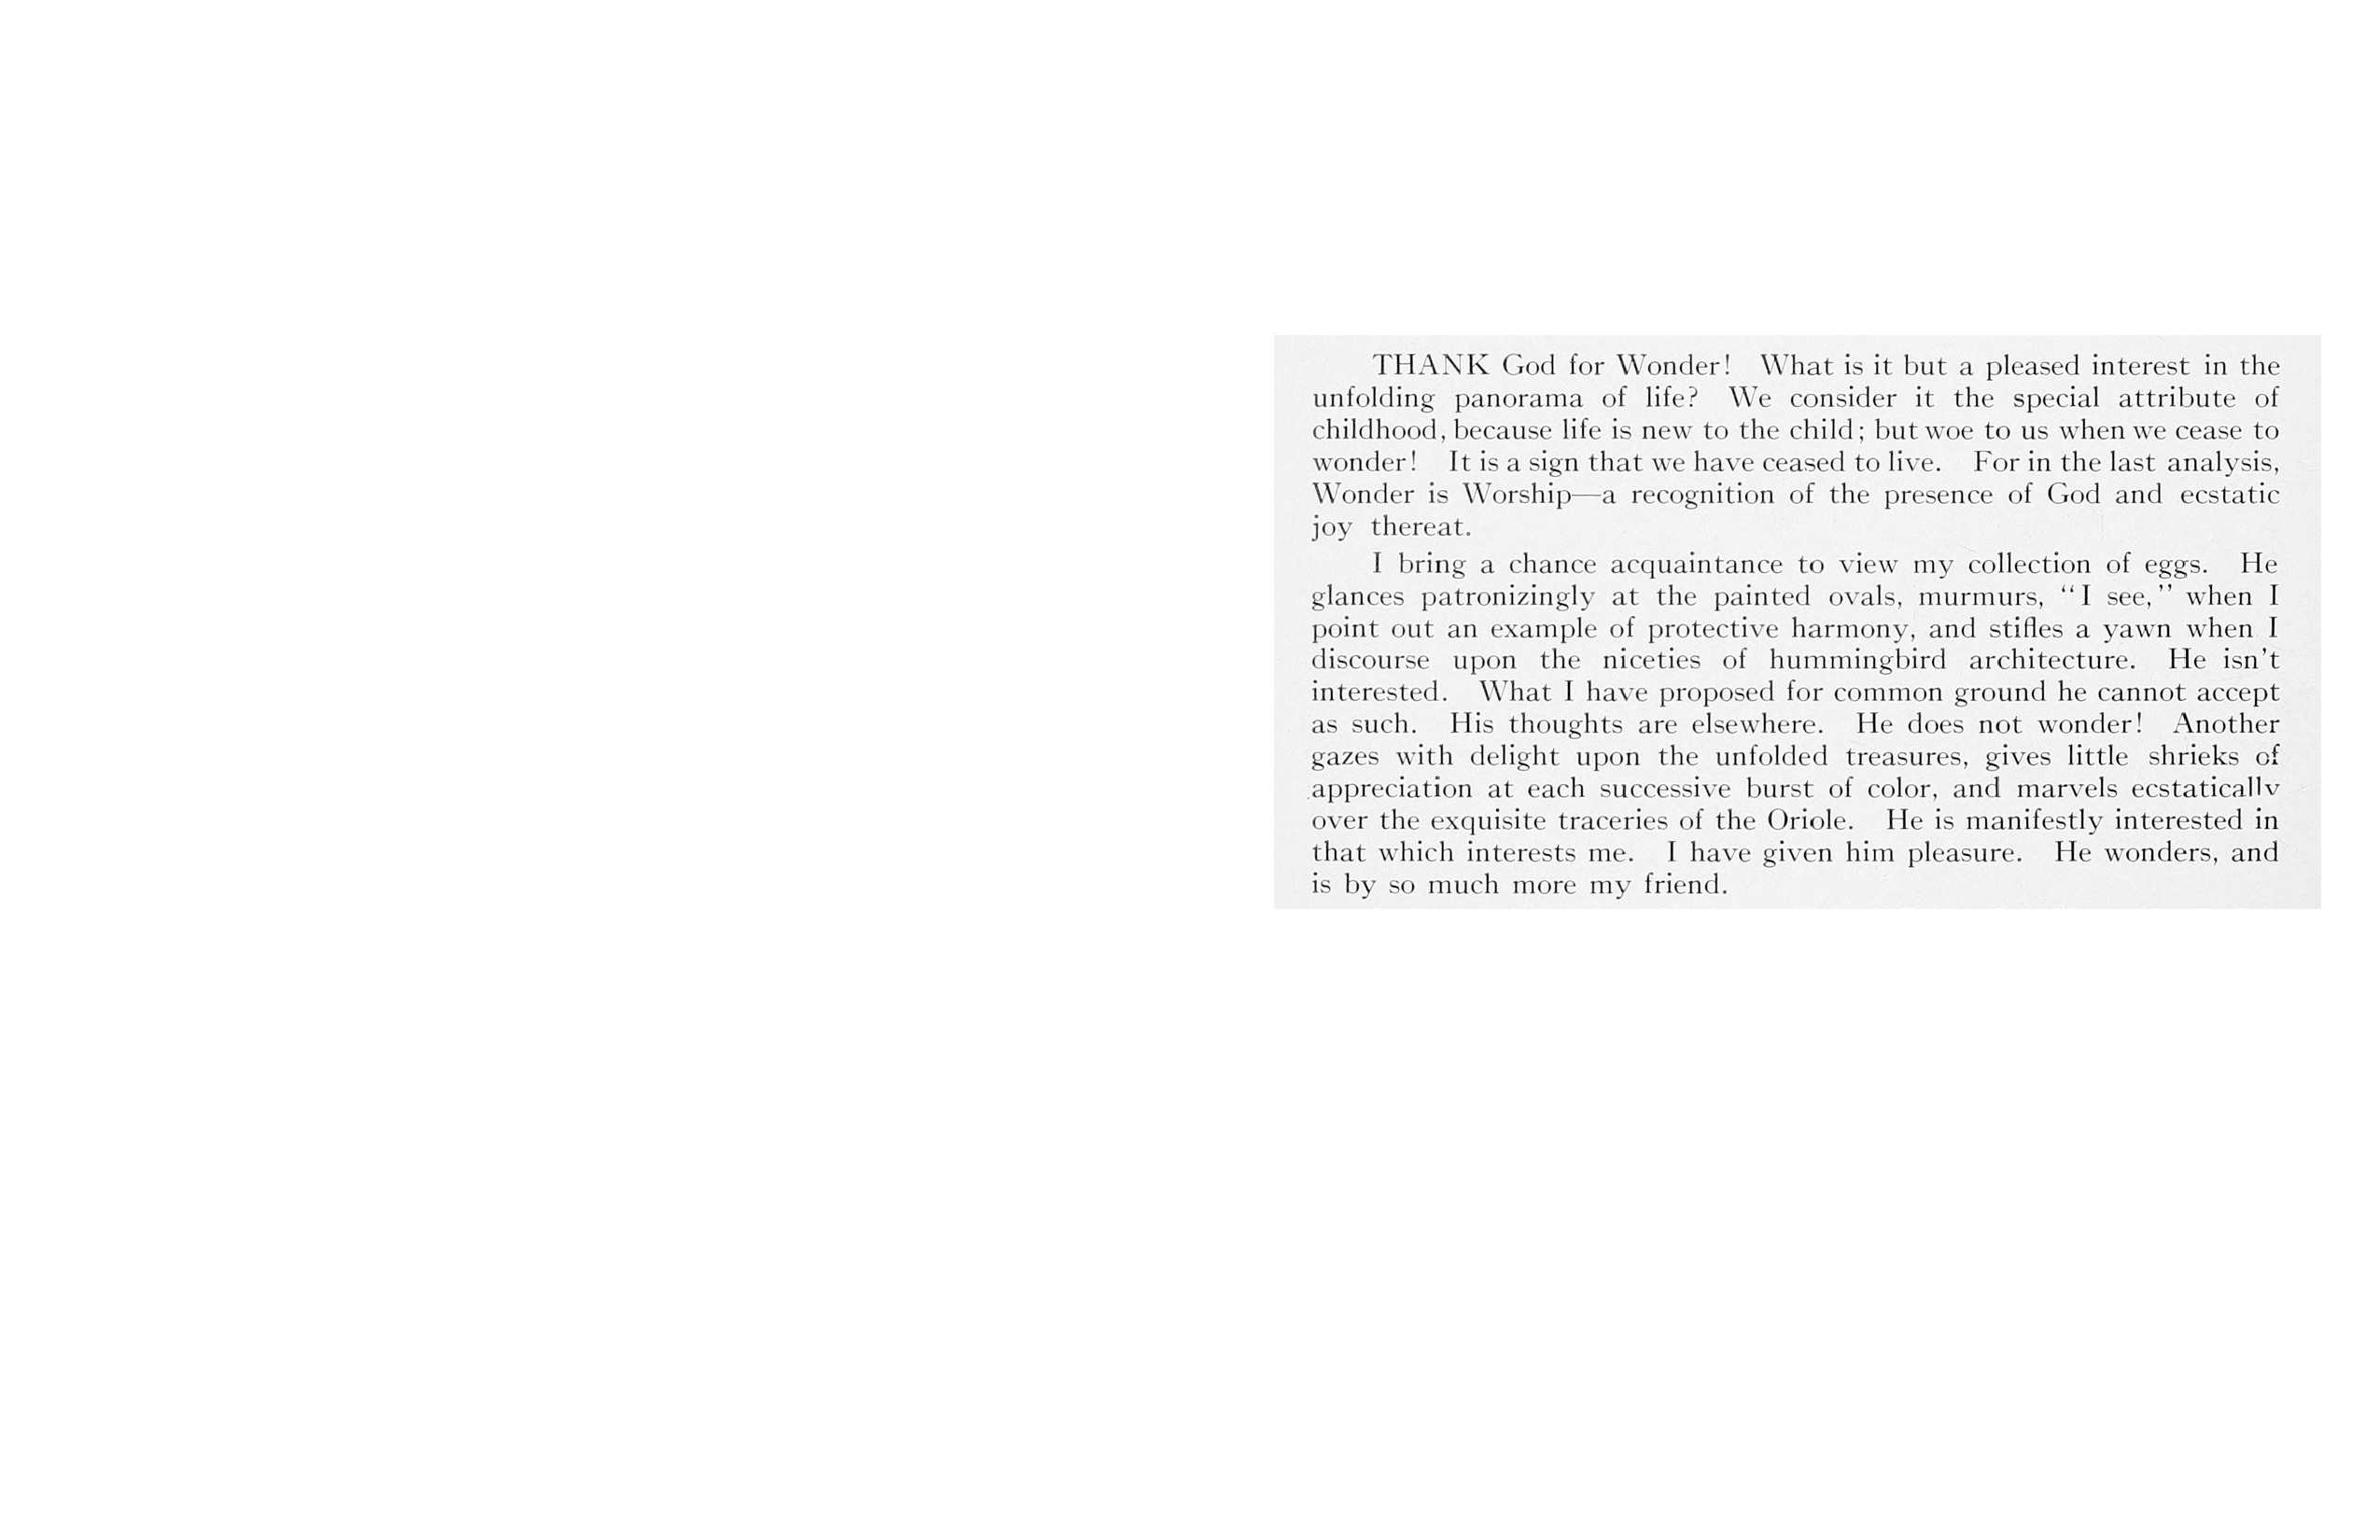 THANK God for Wonder! What is it but a pleased interest in the
unfolding panorama of life? We consider it the special attribute of
childhood, because life is new to the child; but woe to us when we cease to
wonder! It is a sign that we have ceased to live. For in the last analysis,
Wonder is Worship—a recognition of the presence of God and ecstatic
joy thereat.
I bring a chance acquaintance to view my collection of eggs. He
glances patronizingly at the painted ovals, murmurs, “I see,” when I
point out an example of protective harmony, and stifles a yawn when I
discourse upon the niceties of hummingbird architecture. He isn't
interested. What I have proposed for common ground he cannot accept
as such. His thoughts are elsewhere. He does not wonder! Another
gazes with delight upon the unfolded treasures, gives little shrieks of
appreciation at each successive burst of color, and marvels ecstatically
over the exquisite traceries of the Oriole. He is manifestly interested in
that which interests me. I have given him pleasure. He wonders, and
is by so much more my friend.